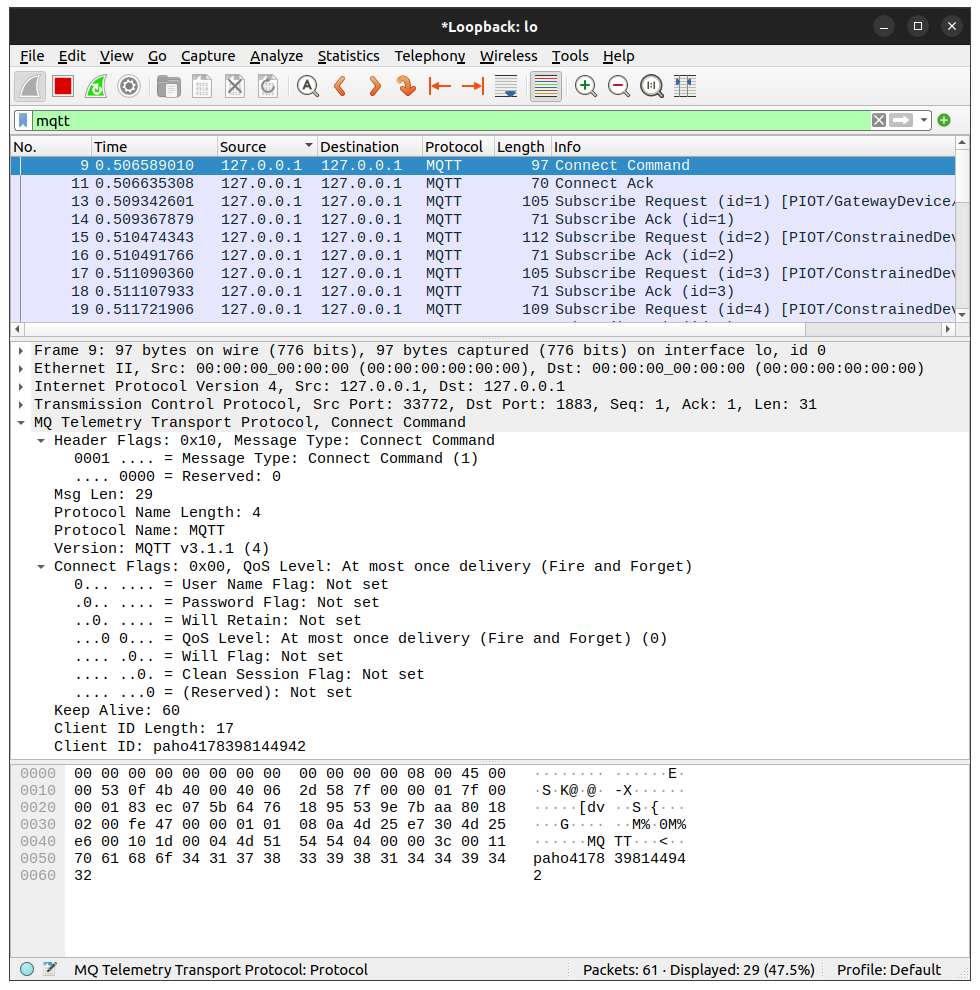 *Loopback: lo
File Edit View Go Capture Analyze Statistics Telephony Wireless Tools Help
mqtt
No. Time Source Destination Protocol Length Info
9 0.506589010 127.0.0.1 127.0.0.1 MQTT 97 Connect Command
11 0.506635308 127.0.0.1 127.0.0.1 MQTT 70 Connect Ack
13 0.509342601 127.0.0.1 127.0.0.1 MQTT 105 Subscribe Request (id=1) [PIOT/GatewayDevice/
14 0.509367879 127.0.0.1 127.0.0.1 MQTT 71 Subscribe Ack (id=1)
15 0.510474343 127.0.0.1 127.0.0.1 MQTT 112 Subscribe Request (id=2) [PIOT/ConstrainedDev
16 0.510491766 127.0.0.1 127.0.0.1 MQTT 71 Subscribe Ack (id=2)
17 0.511090360 127.0.0.1 127.0.0.1 MQTT 105 Subscribe Request (id=3) [PIOT/ConstrainedDev
18 0.511107933 127.0.0.1 127.0.0.1 MQTT 71 Subscribe Ack (id=3)
19 0.511721906 127.0.0.1 127.0.0.1 MQTT 109 Subscribe Request (id=4) [PIOT/ConstrainedDev
Frame 9: 97 bytes on wire (776 bits), 97 bytes captured (776 bits) on interface lo, id 0
Ethernet II, Src: 00:00:00_00:00:00 (00:00:00:00:00:00), Dst: 00:00:00_00:00:00 (00:00:00:00:00:00)
Internet Protocol Version 4, Src: 127.0.0.1, Dst: 127.0.0.1
Transmission Control Protocol, Src Port: 33772, Dst Port: 1883, Seq: 1, Ack: 1, Len: 31
MQ Telemetry Transport Protocol, Connect Command
Header Flags: 0x10, Message Type: Connect Command
0001 .... = Message Type: Connect Command (1)
.... 0000 = Reserved: 0
Msg Len: 29
Protocol Name Length: 4
Protocol Name: MQTT
Version: MQTT v3.1.1 (4)
Connect Flags: 0x00, QoS Level: At most once delivery (Fire and Forget)
0... .... = User Name Flag: Not set
.0.. .... = Password Flag: Not set
..0. .... = Will Retain: Not set
...0 0... = QoS Level: At most once delivery (Fire and Forget) (0)
.... .0.. = Will Flag: Not set
.... ..0. = Clean Session Flag: Not set
.... ...0 = (Reserved): Not set
Keep Alive: 60
Client ID Length: 17
Client ID: paho4178398144942
0000 00 00 00 00 00 00 00 00 00 00 00 00 08 00 45 00 ········ ······E·
0010 00 53 0f 4b 40 00 40 06 2d 58 7f 00 00 01 7f 00 ·S·K@·@· -X······
0020 00 01 83 ec 07 5b 64 76 18 95 53 9e 7b aa 80 18 ·····[dv ··S·{···
0030 02 00 fe 47 00 00 01 01 08 0a 4d 25 e7 30 4d 25 ···G···· ··M%·0M%
0040 e6 00 10 1d 00 04 4d 51 54 54 04 00 00 3c 00 11 ······MQ TT···<··
0050 70 61 68 6f 34 31 37 38 33 39 38 31 34 34 39 34 paho4178 39814494
0060 32 2
MQ Telemetry Transport Protocol: Protocol Packets: 61 · Displayed: 29 (47.5%) Profile: Default